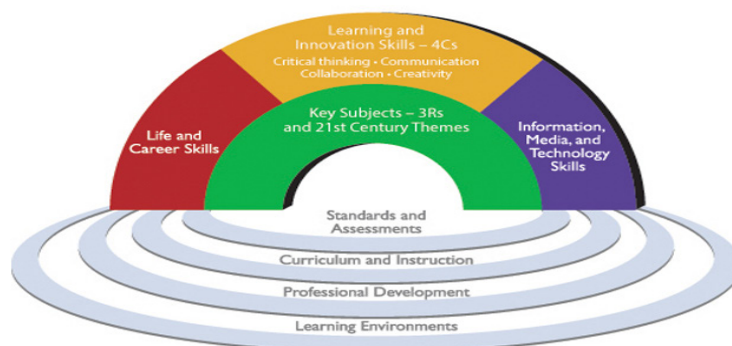 Learning and
Innovation Skills – 4Cs
Critical thinking • Communication
Collaboration • Creativity
Key Subjects – 3Rs
and 21st Century Themes
Life and
Career Skills
Information,
Media, and
Technology
Skills
Standards and
Assessments
Curriculum and Instruction
Professional Development
Learning Environments